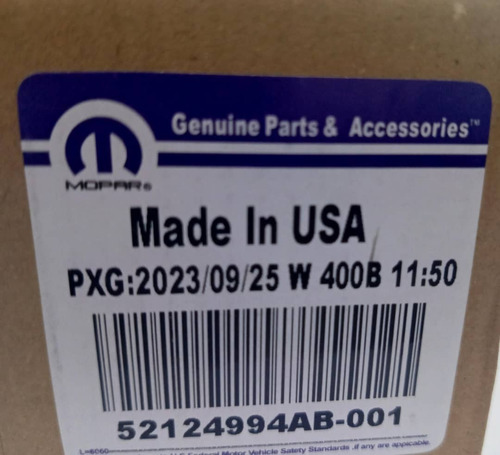 Genuine Parts & Accessories™
MOPAR®
Made In USA
PXG:2023/09/25 W 400B 11:50
52124994AB-001
Federal Motor Vehicle Safety Standards ,if any are appicable.